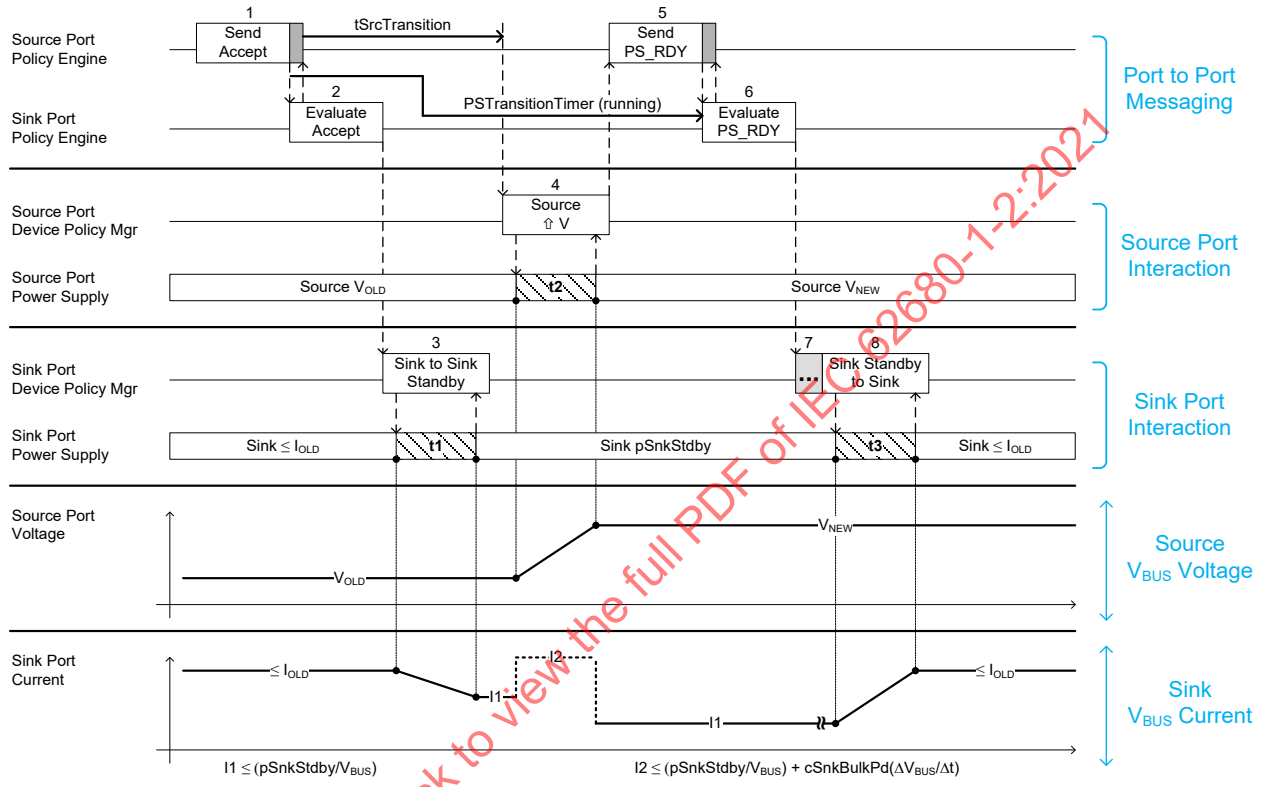 1
Send
Accept
tSrcTransition
5
Send
PS_RDY
Source Port
Policy Engine
2
Evaluate
Accept
PSTransitionTimer (running)
6
Evaluate
PS_RDY
Sink Port
Policy Engine
Port to Port
Messaging
4
Source
⇧ V
Source Port
Device Policy Mgr
Source Port
Power Supply
Source VOLD
t2
Source VNEW
Source Port
Interaction
3
Sink to Sink
Standby
7
...
8
Sink Standby
to Sink
Sink Port
Device Policy Mgr
Sink Port
Power Supply
Sink ≤ IOLD
t1
Sink pSnkStdby
t3
Sink ≤ IOLD
Sink Port
Interaction
Source Port
Voltage
VOLD
VNEW
Source
VBUS Voltage
Sink Port
Current
≤ IOLD
I1
I2
I1
≤ IOLD
Sink
VBUS Current
I1 ≤ (pSnkStdby/VBUS)
I2 ≤ (pSnkStdby/VBUS) + cSnkBulkPd(ΔVBUS/Δt)
ck to view the full PDF of IEC 62680-1-2:2021